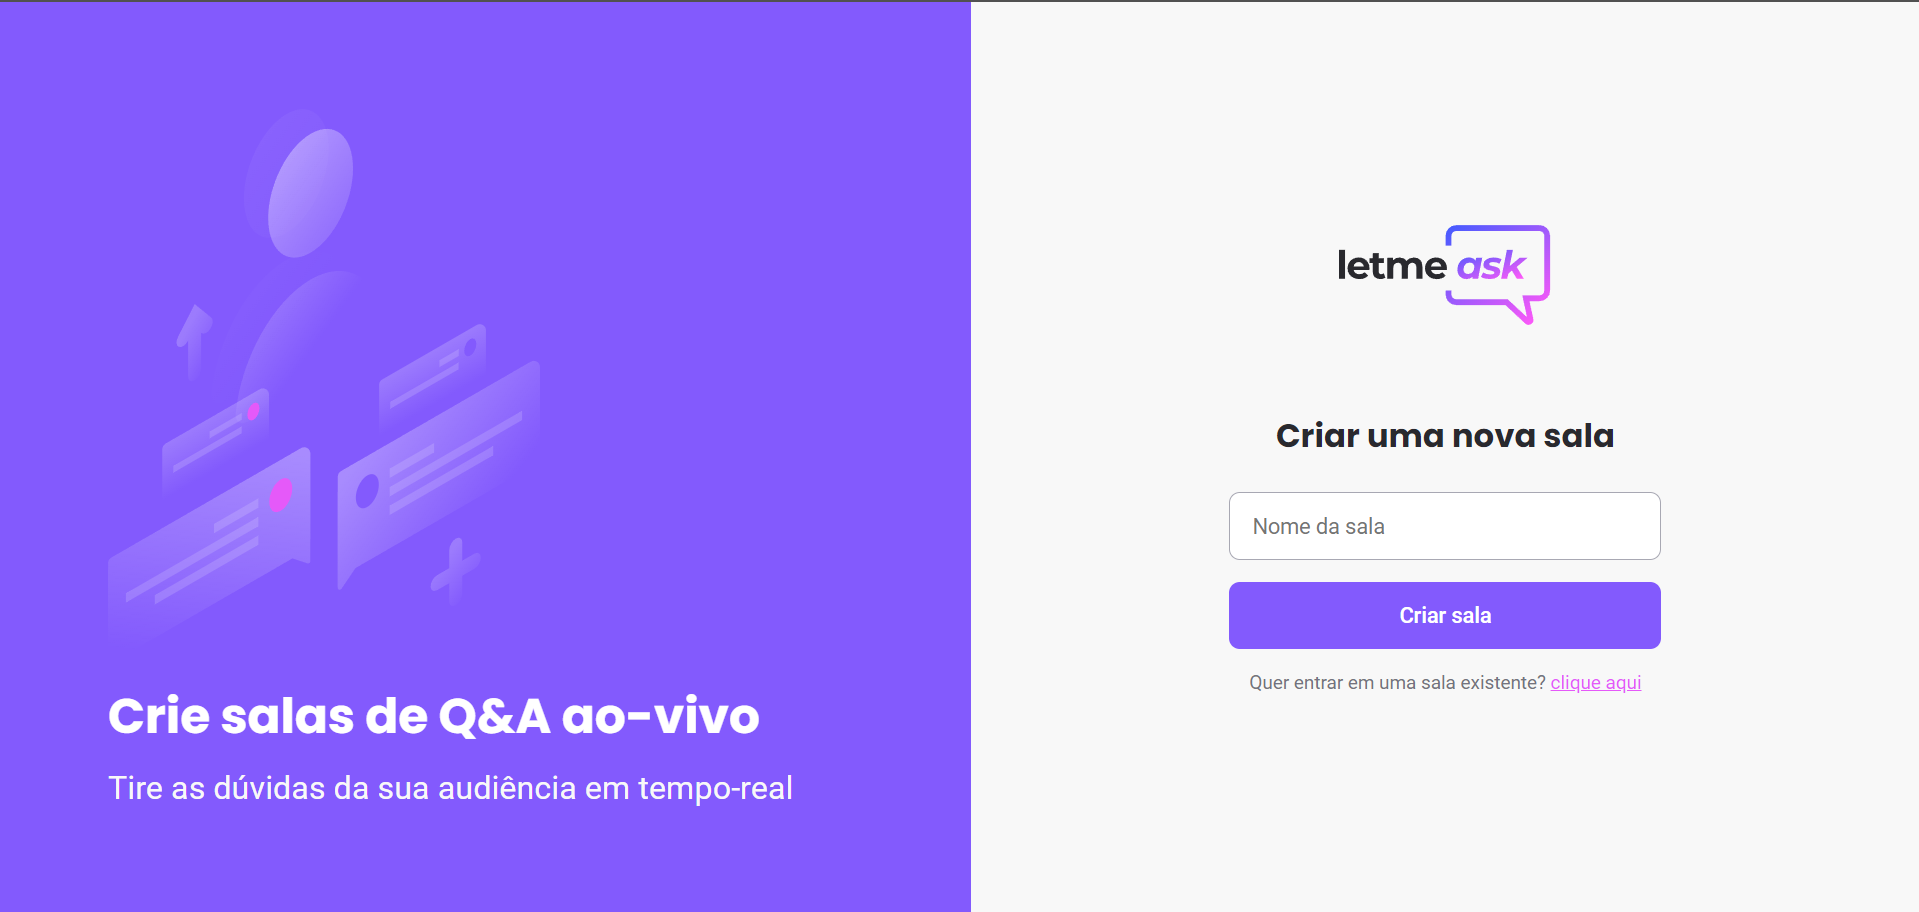 Crie salas de Q&A ao-vivo
Tire as dúvidas da sua audiência em tempo-real
letme ask
Criar uma nova sala
Nome da sala
Criar sala
Quer entrar em uma sala existente? clique aqui